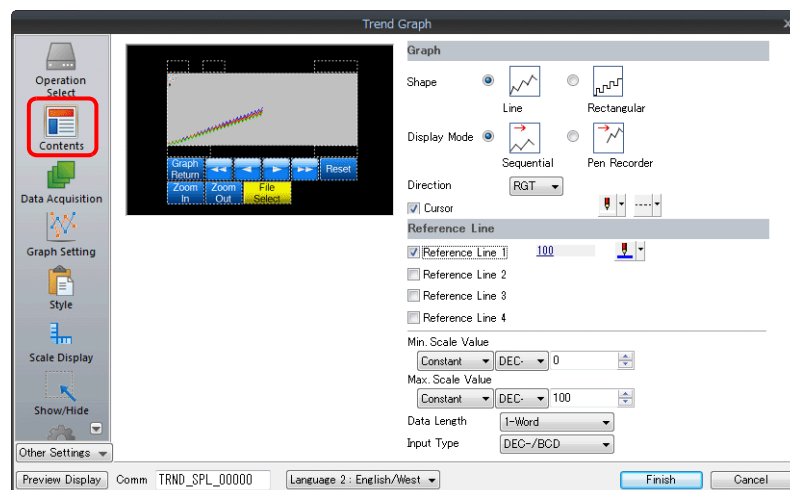 Trend Graph
Operation
Select
Contents
Data Acquisition
Graph Setting
Style
Scale Display
Show/Hide
Other Settings
Graph
Return
Reset
Zoom
In
Zoom
Out
File
Select
Graph
Shape
Line
Rectangular
Display Mode
Sequential
Pen Recorder
Direction
RGT
Cursor
Reference Line
Reference Line 1
100
Reference Line 2
Reference Line 3
Reference Line 4
Min. Scale Value
Constant
DEC-
0
Max. Scale Value
Constant
DEC-
100
Data Length
1-Word
Input Type
DEC-/BCD
Preview Display
Comm
TRND_SPL_00000
Language 2 : English/West
Finish
Cancel